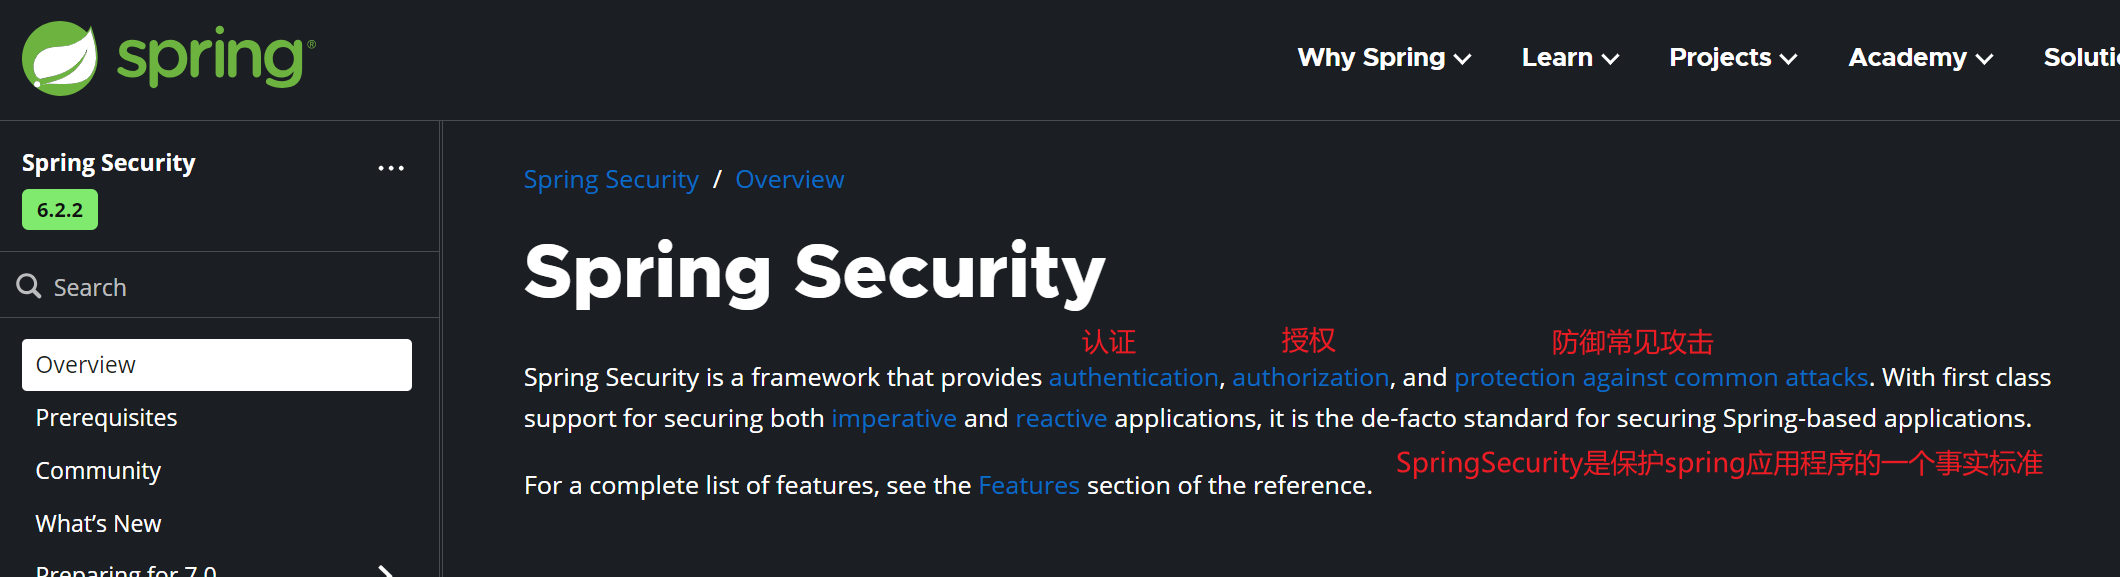 spring®
Why Spring Learn Projects Academy Soluti
Spring Security
6.2.2
Search
Overview
Prerequisites
Community
What's New
Preparing for 7.0
Spring Security / Overview
Spring Security
认证 授权 防御常见攻击
Spring Security is a framework that provides authentication, authorization, and protection against common attacks. With first class
support for securing both imperative and reactive applications, it is the de-facto standard for securing Spring-based applications.
SpringSecurity是保护spring应用程序的一个事实标准
For a complete list of features, see the Features section of the reference.